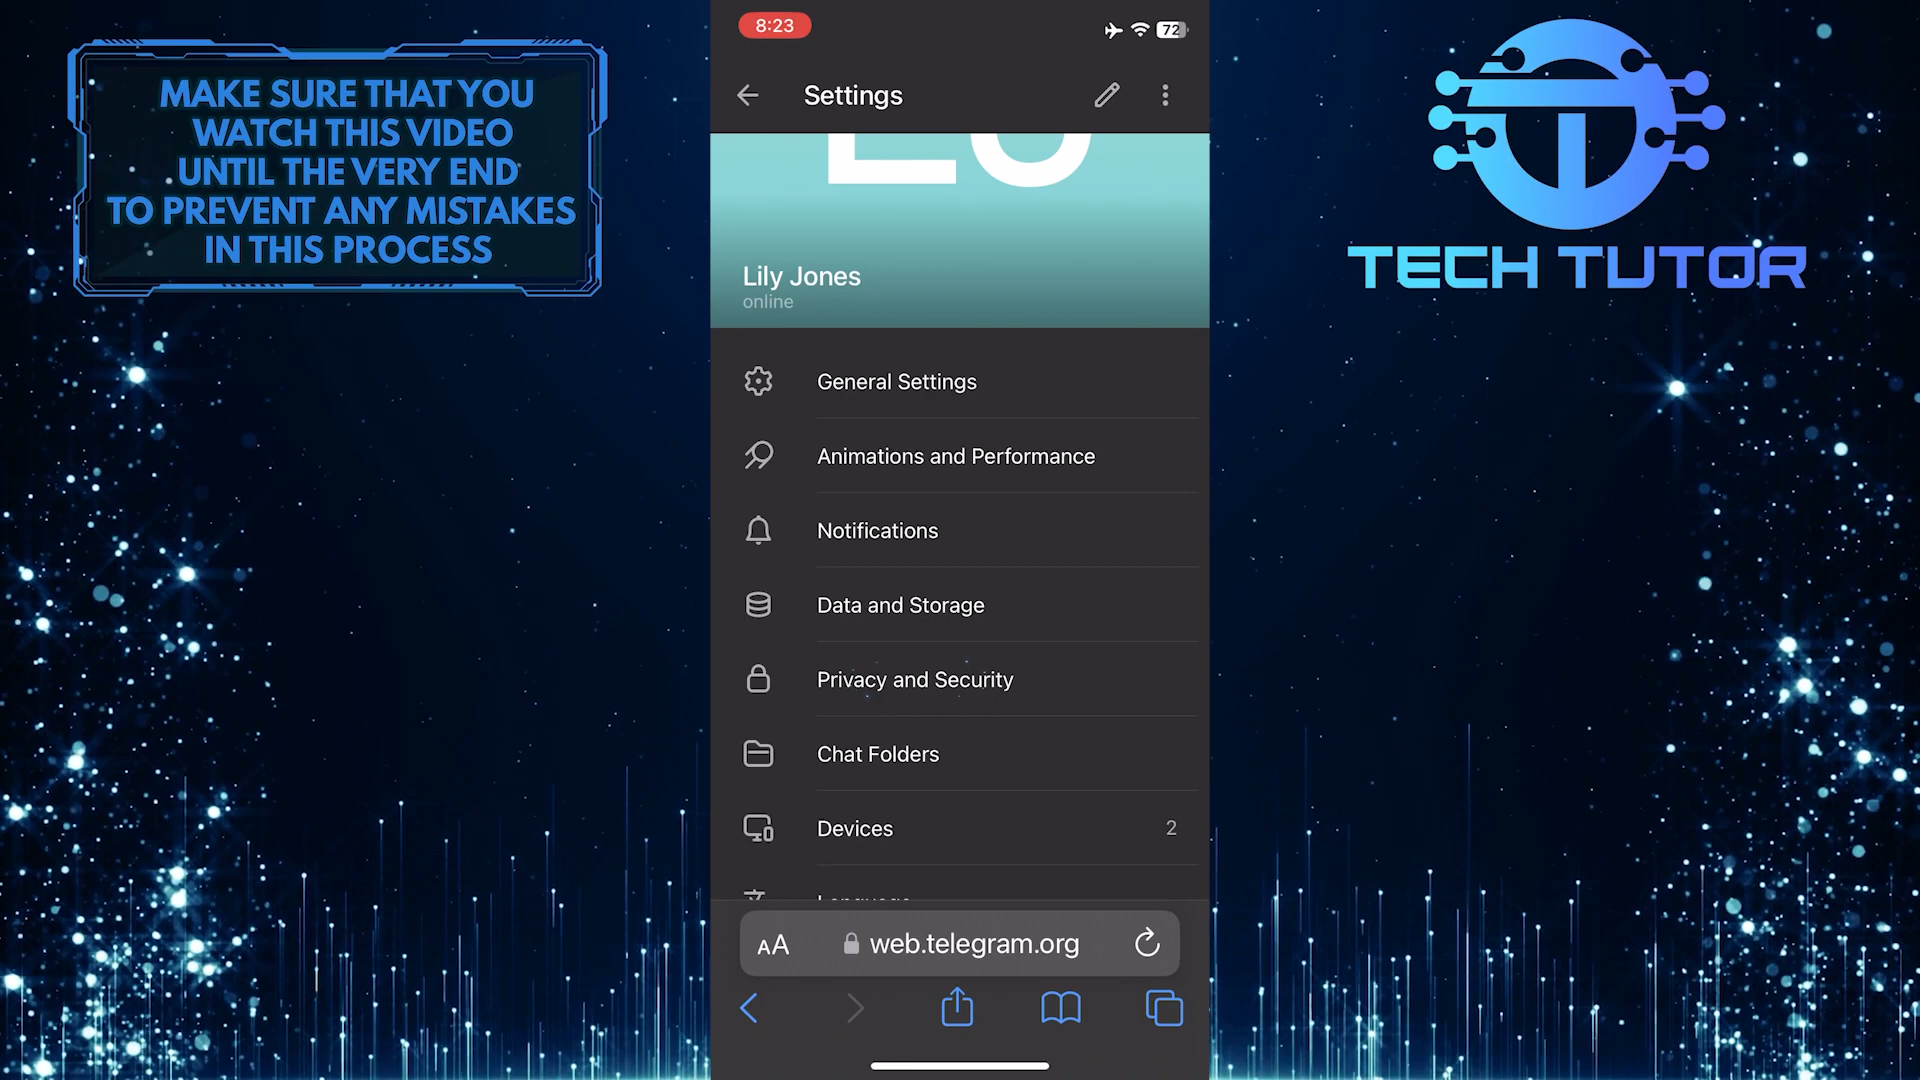 MAKE SURE THAT YOU
WATCH THIS VIDEO
UNTIL THE VERY END
TO PREVENT ANY MISTAKES
IN THIS PROCESS
8:23
72
Settings
Lily Jones
online
General Settings
Animations and Performance
Notifications
Data and Storage
Privacy and Security
Chat Folders
Devices
2
AA
web.telegram.org
TECH TUTOR